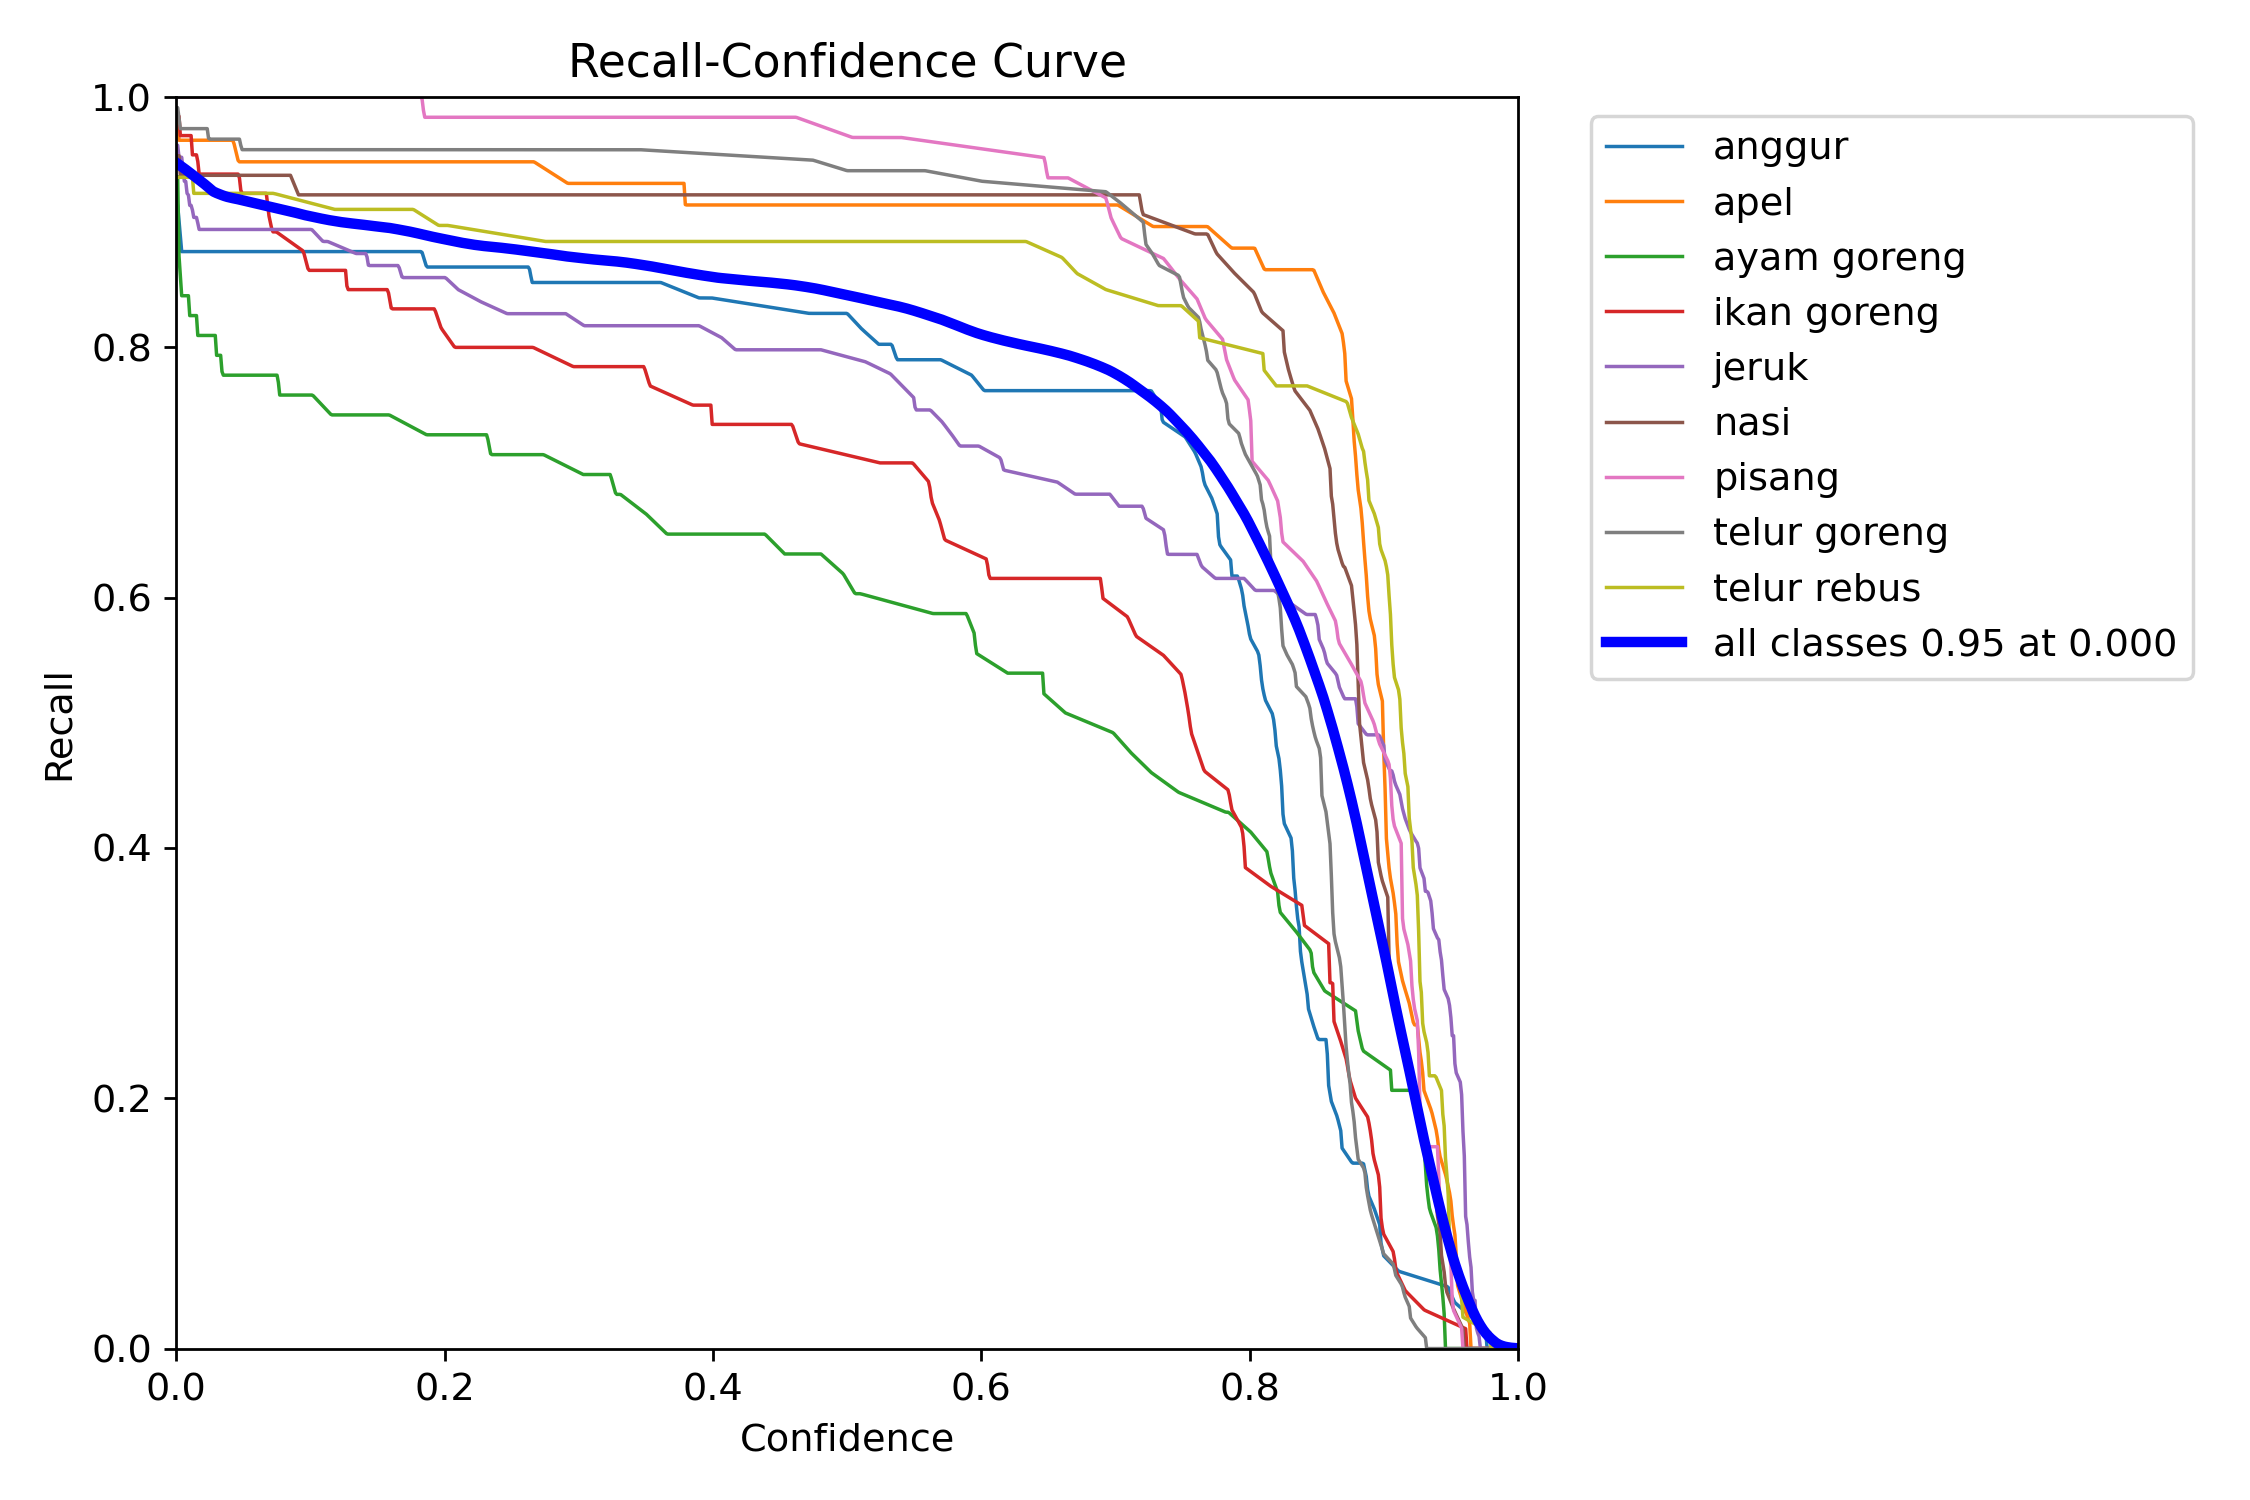 Recall-Confidence Curve
1.0
0.8
0.6
0.4
0.2
0.0
Recall
0.0 0.2 0.4 0.6 0.8 1.0
Confidence
anggur
apel
ayam goreng
ikan goreng
jeruk
nasi
pisang
telur goreng
telur rebus
all classes 0.95 at 0.000